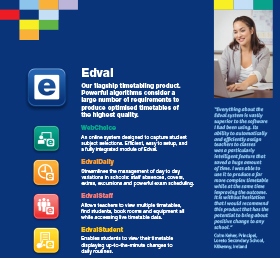 e
Edval
Our flagship timetabling product.
Powerful algorithms consider a
large number of requirements to
produce optimised timetables of
the highest quality.
WebChoice
An online system designed to capture student
subject selections. Efficient, easy to setup, and
a fully integrated module of Edval.
EdvalDaily
Streamlines the management of day to day
variations in schools: staff absences, covers,
extras, excursions and powerful exam scheduling.
EdvalStaff
Allows teachers to view multiple timetables,
find students, book rooms and equipment all
while accessing live timetable data.
EdvalStudent
Enables students to view their timetable
displaying up-to-the-minute changes to
daily routines.
"Everything about the
Edval system is vastly
superior to the software
I had been using. Its
ability to automatically
and efficiently assign
teachers to classes
was a particularly
intelligent feature that
saved a huge amount
of time. I was able to
use it to produce a far
more complex timetable
while at the same time
improving the outcome.
It is without hesitation
that I would recommend
this product that has the
potential to bring about
positive change to any
school."
Colm Keher, Principal,
Loreto Secondary School,
Kilkenny, Ireland